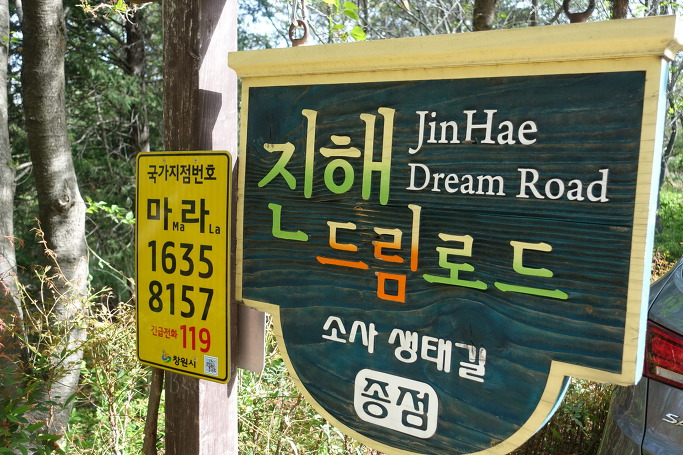 국가지점번호
마 라
Ma La
1635
8157
긴급전화 119
창원시
JinHae
Dream Road
진해
드림로드
소사 생태길
종점